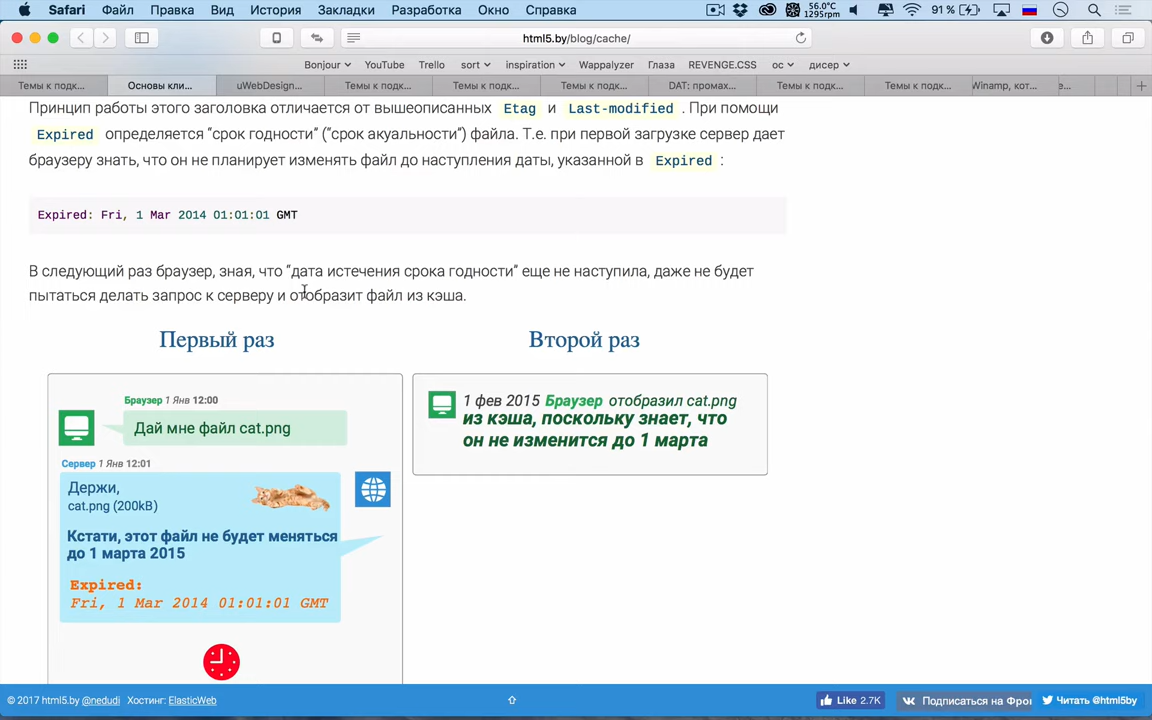 Safari Файл Правка Вид История Закладки Разработка Окно Справка 56.0°C 1295rpm 91 %
html5.by/blog/cache/
Bonjour YouTube Trello sort inspiration Wappalyzer Глаза REVENGE.CSS ос дисер
Темы к подк... Основы кли... uWebDesign... Темы к подк... Темы к подк... Темы к подк... DAT: промах... Темы к подк... Темы к подк... Winamp, кот... е...
Принцип работы этого заголовка отличается от вышеописанных Etag и Last-modified . При помощи
Expired определяется “срок годности” (“срок акуальности”) файла. Т.е. при первой загрузке сервер дает
браузеру знать, что он не планирует изменять файл до наступления даты, указанной в Expired :
Expired: Fri, 1 Mar 2014 01:01:01 GMT
В следующий раз браузер, зная, что “дата истечения срока годности” еще не наступила, даже не будет
пытаться делать запрос к серверу и отобразит файл из кэша.
Первый раз
Браузер 1 Янв 12:00
Дай мне файл cat.png
Сервер 1 Янв 12:01
Держи,
cat.png (200kB)
Кстати, этот файл не будет меняться
до 1 марта 2015
Expired:
Fri, 1 Mar 2014 01:01:01 GMT
Второй раз
1 фев 2015 Браузер отобразил cat.png
из кэша, поскольку знает, что
он не изменится до 1 марта
© 2017 html5.by @nedudi Хостинг: ElasticWeb Like 2.7K Подписаться на Фрон Читать @html5by